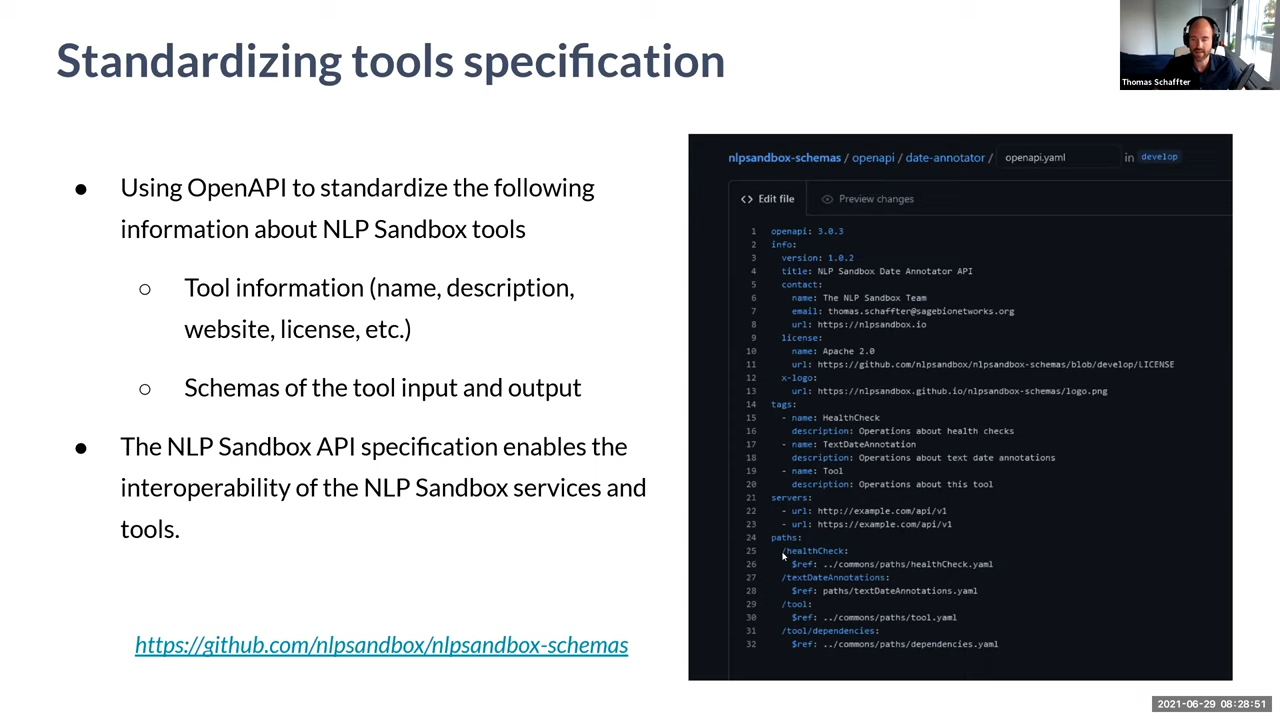 Standardizing tools specification
Thomas Schaffter
● Using OpenAPI to standardize the following
information about NLP Sandbox tools
○ Tool information (name, description,
website, license, etc.)
○ Schemas of the tool input and output
● The NLP Sandbox API specification enables the
interoperability of the NLP Sandbox services and
tools.
https://github.com/nlpsandbox/nlpsandbox-schemas
nlpsandbox-schemas / openapi / date-annotator / openapi.yaml in develop
<> Edit file Preview changes
1 openapi: 3.0.3
2 info:
3 version: 1.0.2
4 title: NLP Sandbox Date Annotator API
5 contact:
6 name: The NLP Sandbox Team
7 email: thomas.schaffter@sagebionetworks.org
8 url: https://nlpsandbox.io
9 license:
10 name: Apache 2.0
11 url: https://github.com/nlpsandbox/nlpsandbox-schemas/blob/develop/LICENSE
12 x-logo:
13 url: https://nlpsandbox.github.io/nlpsandbox-schemas/logo.png
14 tags:
15 - name: HealthCheck
16 description: Operations about health checks
17 - name: TextDateAnnotation
18 description: Operations about text date annotations
19 - name: Tool
20 description: Operations about this tool
21 servers:
22 - url: http://example.com/api/v1
23 - url: https://example.com/api/v1
24 paths:
25 /healthCheck:
26 $ref: ../commons/paths/healthCheck.yaml
27 /textDateAnnotations:
28 $ref: paths/textDateAnnotations.yaml
29 /tool:
30 $ref: ../commons/paths/tool.yaml
31 /tool/dependencies:
32 $ref: ../commons/paths/dependencies.yaml
2021-06-29 08:28:51